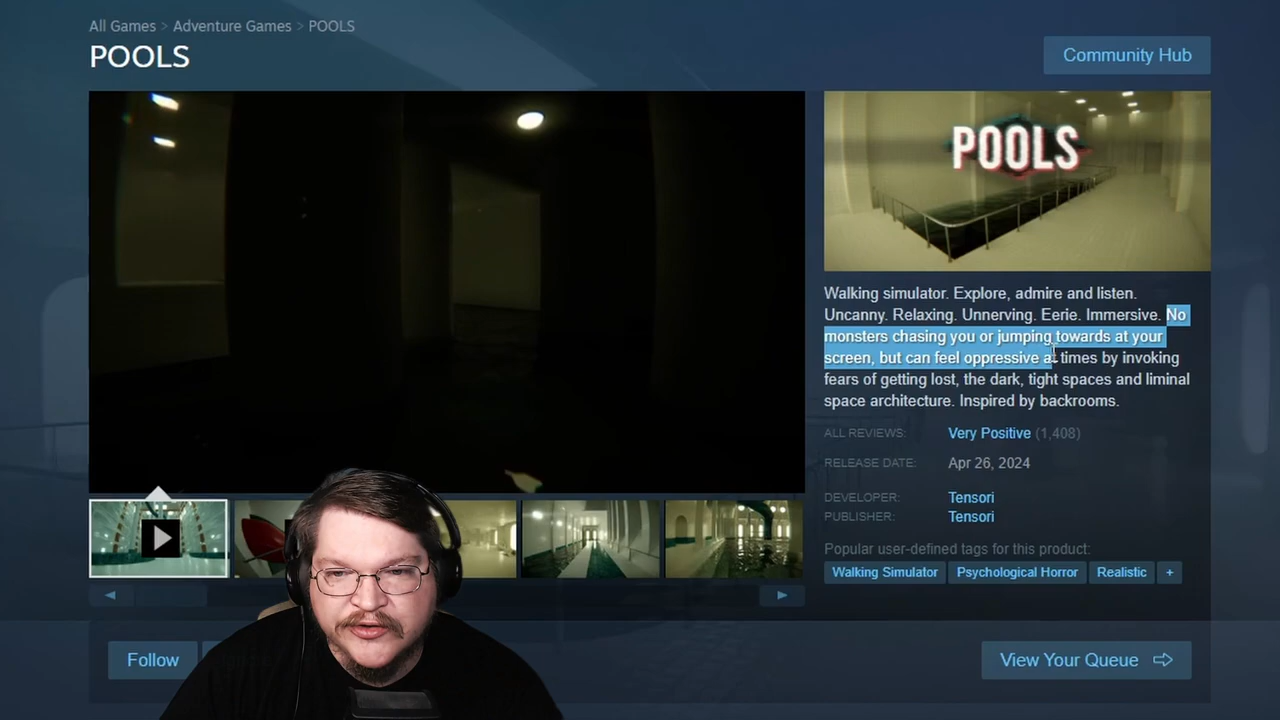 All Games > Adventure Games > POOLS
POOLS
Community Hub
POOLS
Walking simulator. Explore, admire and listen.
Uncanny. Relaxing. Unnerving. Eerie. Immersive. No
monsters chasing you or jumping towards at your
screen, but can feel oppressive at times by invoking
fears of getting lost, the dark, tight spaces and liminal
space architecture. Inspired by backrooms.
ALL REVIEWS: Very Positive (1,408)
RELEASE DATE: Apr 26, 2024
DEVELOPER: Tensori
PUBLISHER: Tensori
Popular user-defined tags for this product:
Walking Simulator Psychological Horror Realistic +
Follow
View Your Queue